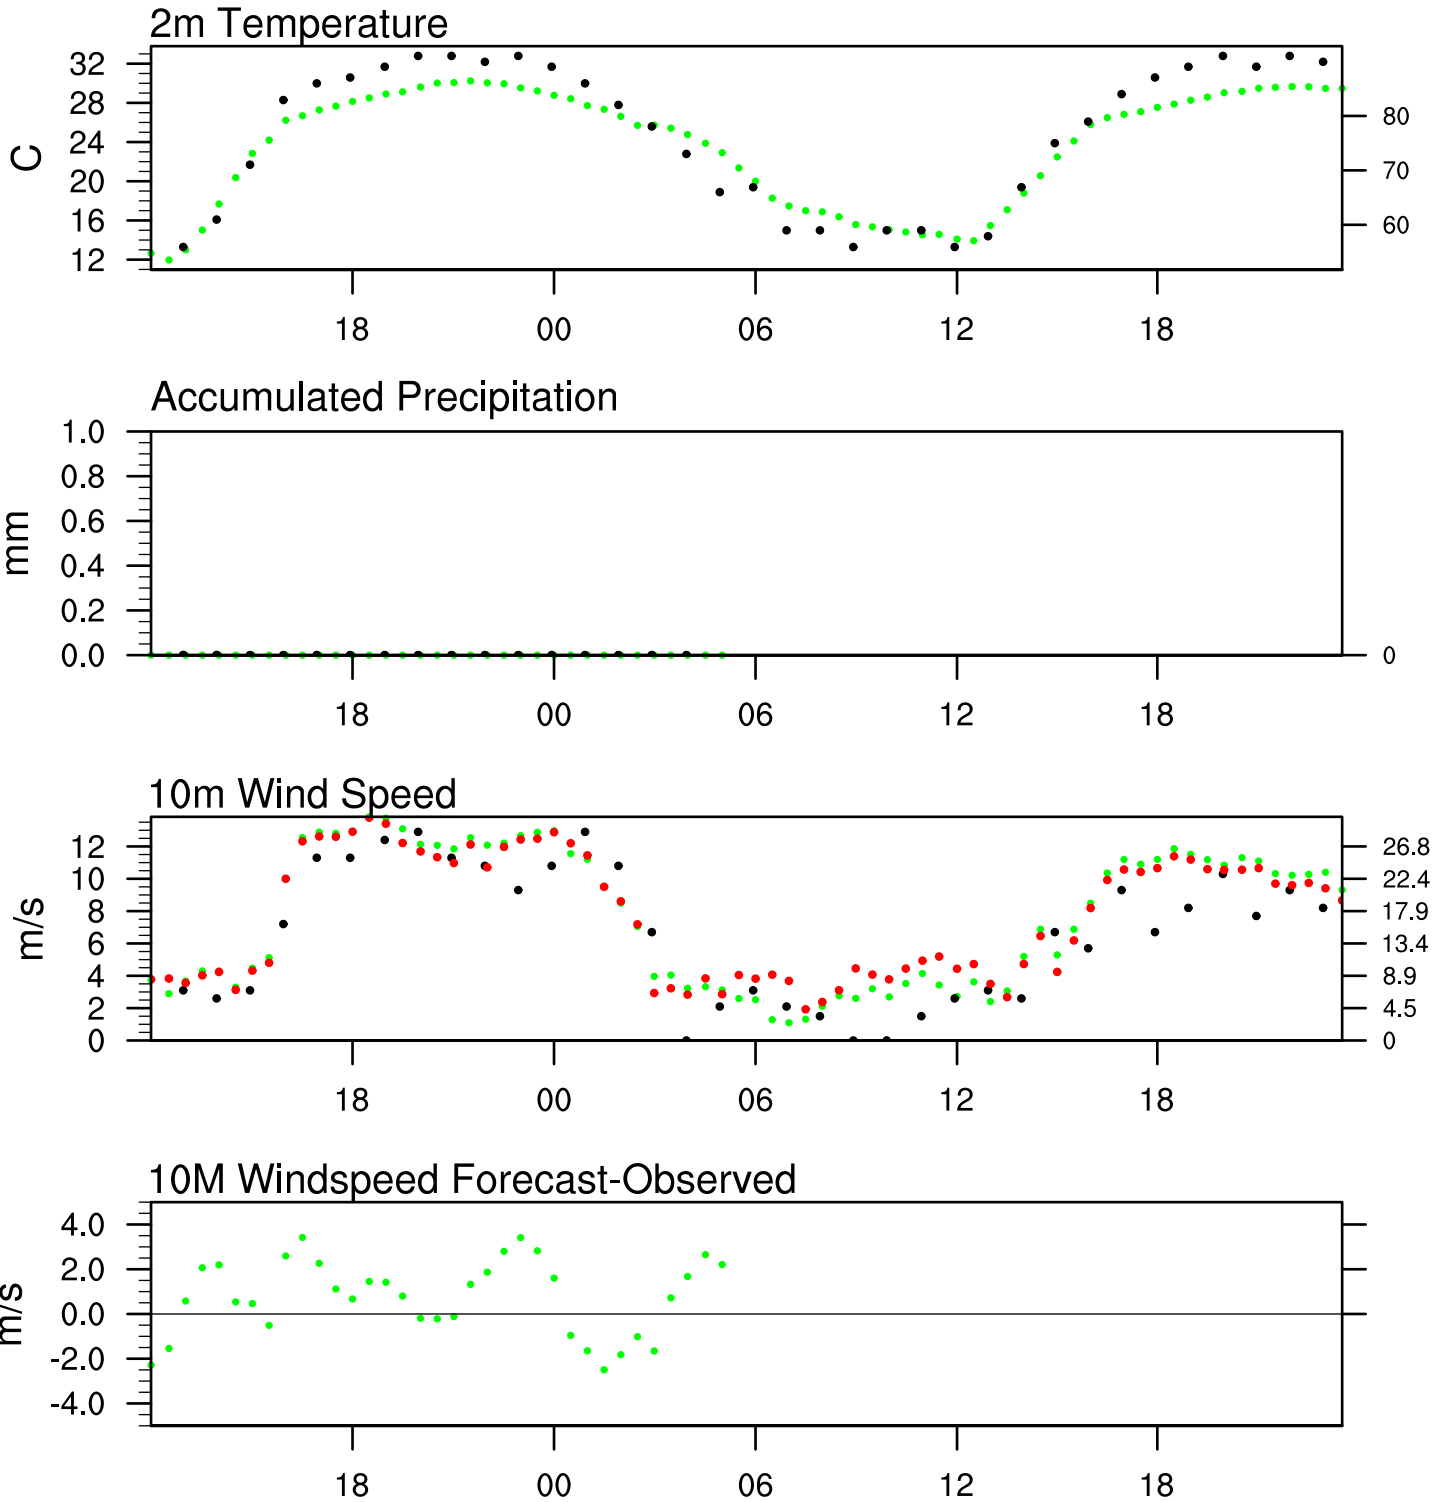 2m Temperature
32
28
24
20
16
12
C
80
70
60
18 00 06 12 18
Accumulated Precipitation
1.0
0.8
0.6
0.4
0.2
0.0
mm
0
18 00 06 12 18
10m Wind Speed
12
10
8
6
4
2
0
m/s
26.8
22.4
17.9
13.4
8.9
4.5
0
18 00 06 12 18
10M Windspeed Forecast-Observed
4.0
2.0
0.0
-2.0
-4.0
m/s
18 00 06 12 18